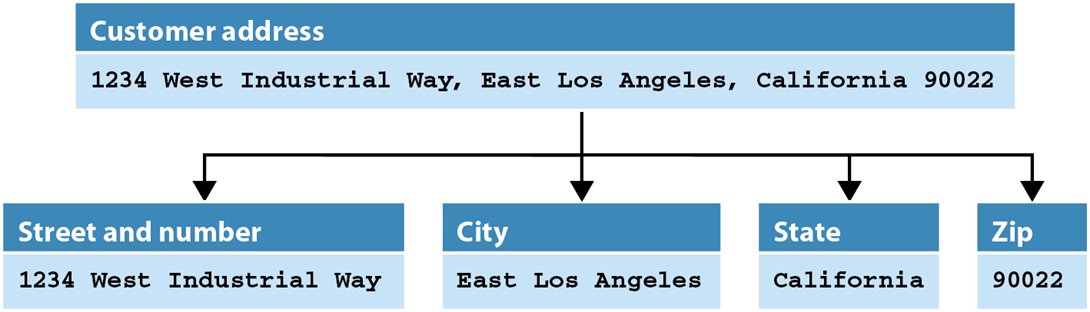 Customer address
1234 West Industrial Way, East Los Angeles, California 90022
Street and number
1234 West Industrial Way
City
East Los Angeles
State
California
Zip
90022